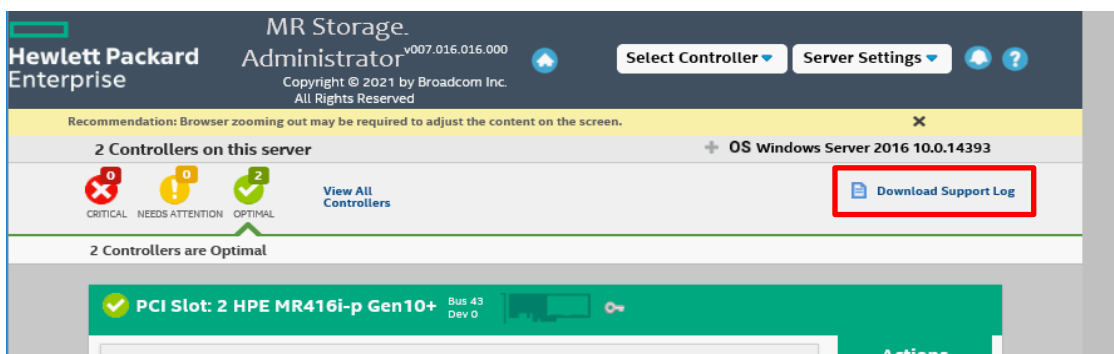 MR Storage.
Hewlett Packard
Enterprise
Administrator v007.016.016.000
Copyright © 2021 by Broadcom Inc.
All Rights Reserved
Select Controller
Server Settings
?
Recommendation: Browser zooming out may be required to adjust the content on the screen.
2 Controllers on this server
OS Windows Server 2016 10.0.14393
0
0
2
CRITICAL
NEEDS ATTENTION
OPTIMAL
View All
Controllers
Download Support Log
2 Controllers are Optimal
PCI Slot: 2 HPE MR416i-p Gen10+
Bus 43
Dev 0
Actions